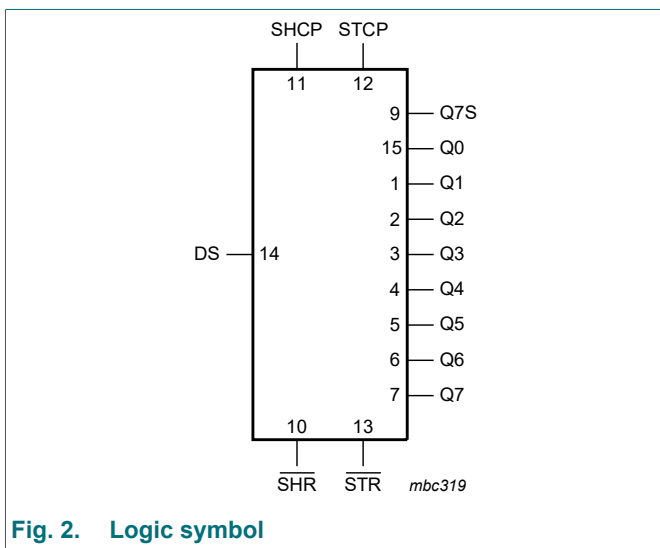 SHCP STCP
11 12
9 Q7S
15 Q0
1 Q1
2 Q2
DS 14 3 Q3
4 Q4
5 Q5
6 Q6
7 Q7
10 13
SHR STR mbc319
Fig. 2. Logic symbol